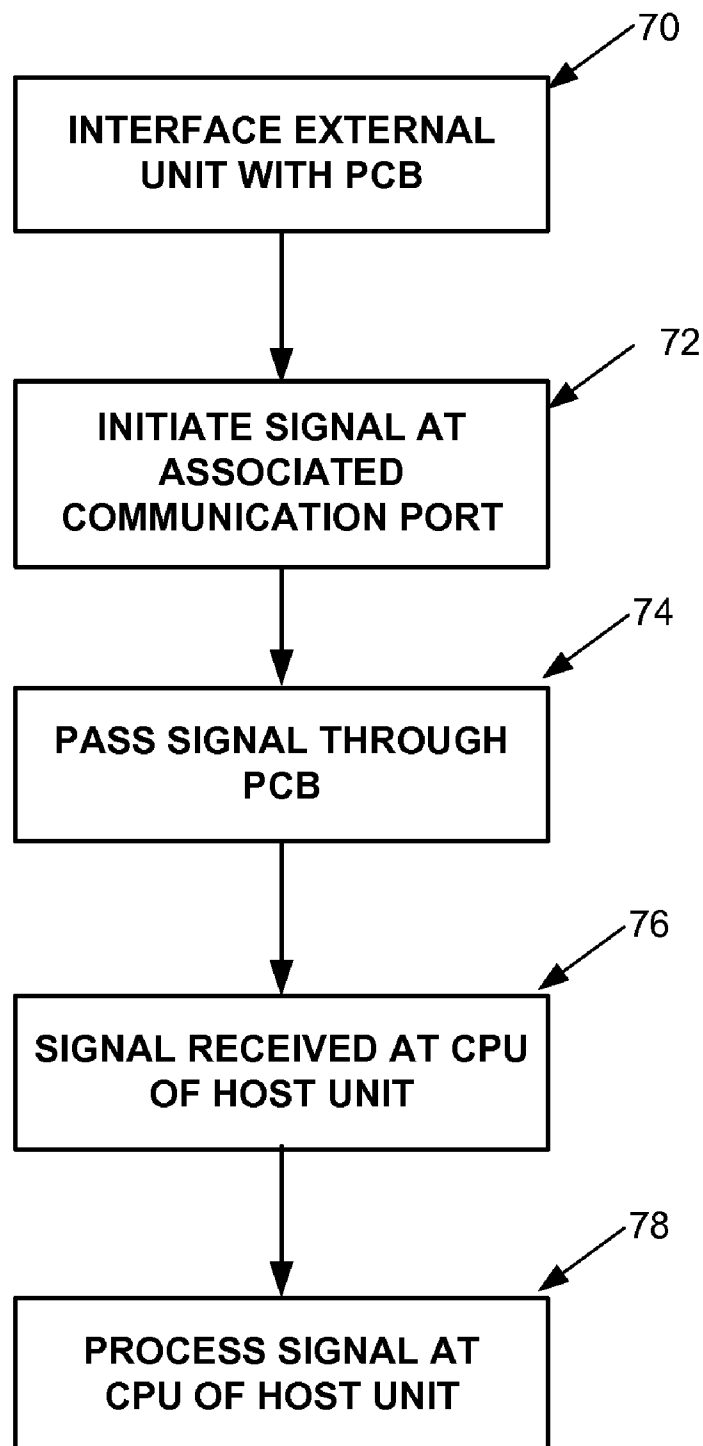 70
INTERFACE EXTERNAL
UNIT WITH PCB
72
INITIATE SIGNAL AT
ASSOCIATED
COMMUNICATION PORT
74
PASS SIGNAL THROUGH
PCB
76
SIGNAL RECEIVED AT CPU
OF HOST UNIT
78
PROCESS SIGNAL AT
CPU OF HOST UNIT